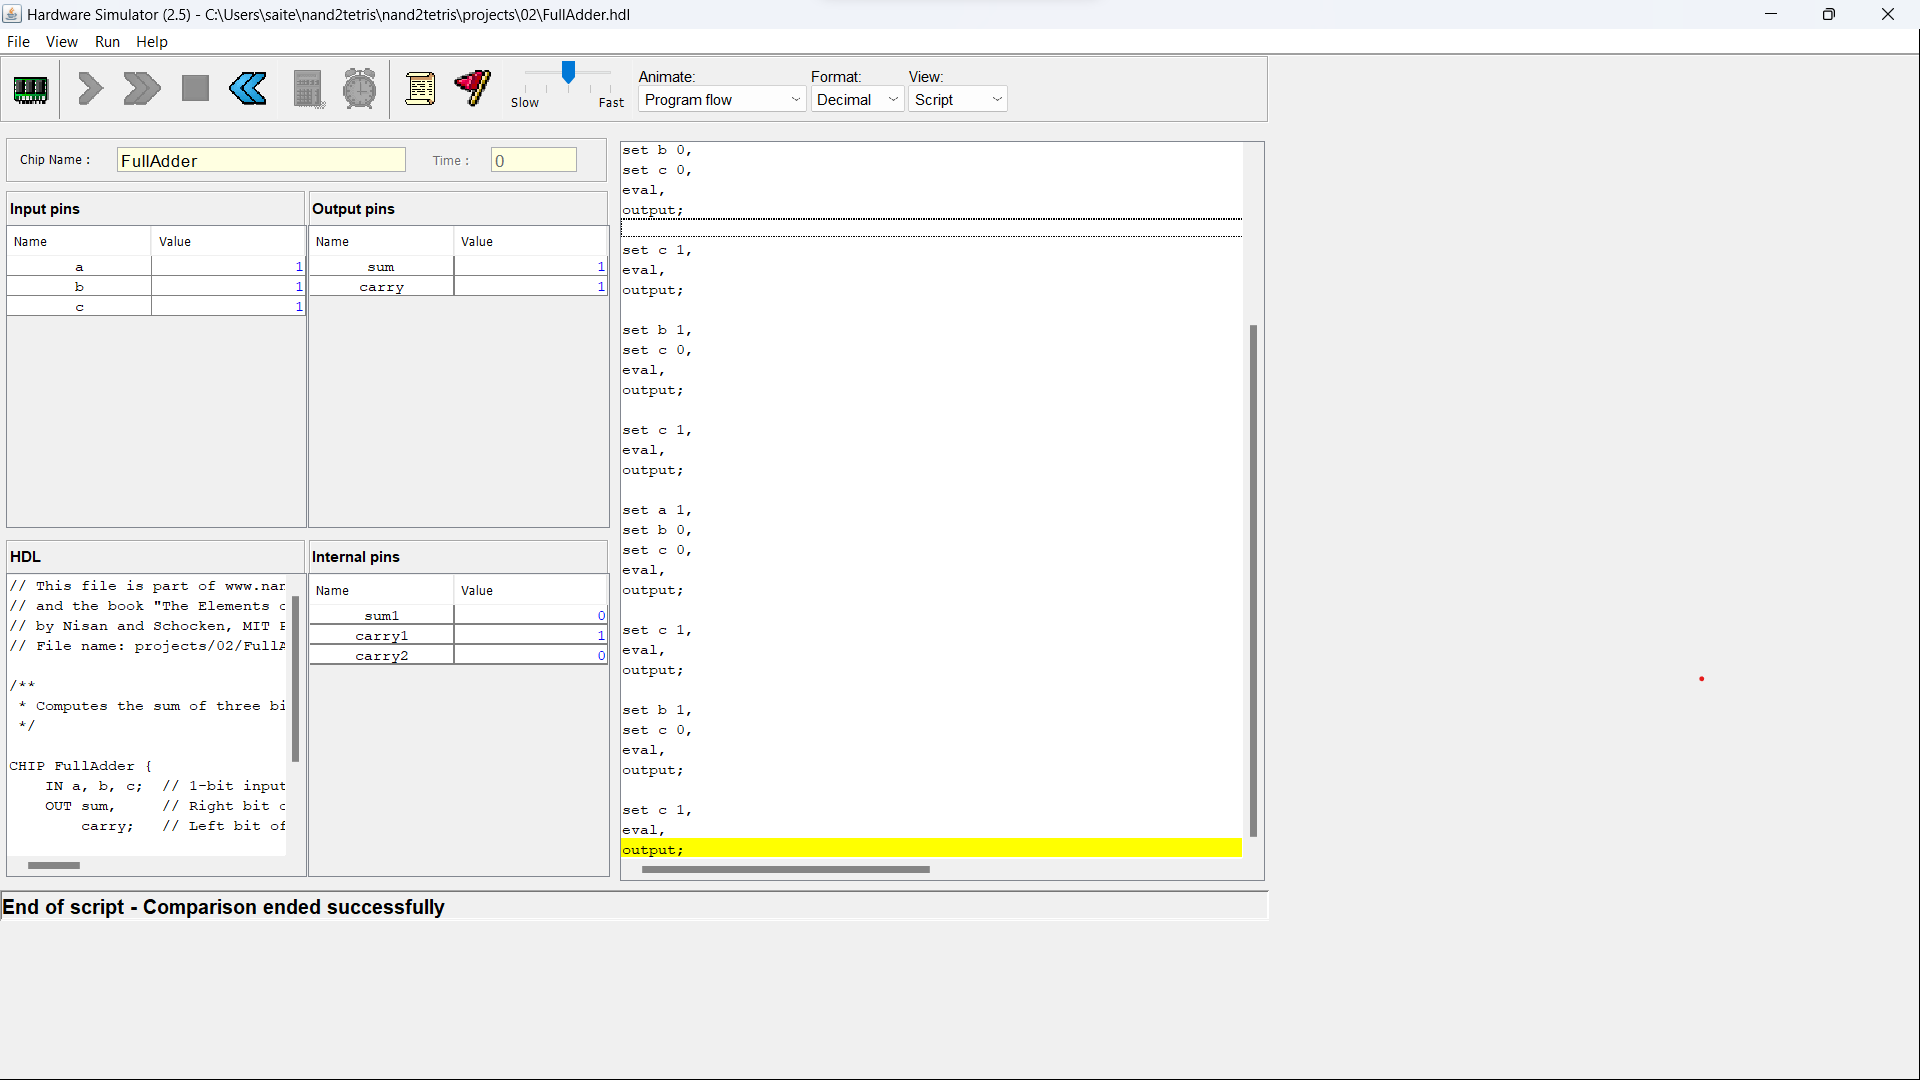 Hardware Simulator (2.5) - C:\Users\saite\nand2tetris\nand2tetris\projects\02\FullAdder.hdl
File View Run Help
Slow Fast
Animate: Format: View:
Program flow Decimal Script
Chip Name : FullAdder Time : 0
Input pins
Name Value
a 1
b 1
c 1
Output pins
Name Value
sum 1
carry 1
HDL
// This file is part of www.nan
// and the book "The Elements o
// by Nisan and Schocken, MIT P
// File name: projects/02/FullA
/**
* Computes the sum of three bi
*/
CHIP FullAdder {
IN a, b, c; // 1-bit input
OUT sum, // Right bit o
carry; // Left bit of
Internal pins
Name Value
sum1 0
carry1 1
carry2 0
set b 0,
set c 0,
eval,
output;
set c 1,
eval,
output;
set b 1,
set c 0,
eval,
output;
set c 1,
eval,
output;
set a 1,
set b 0,
set c 0,
eval,
output;
set c 1,
eval,
output;
set b 1,
set c 0,
eval,
output;
set c 1,
eval,
output;
End of script - Comparison ended successfully